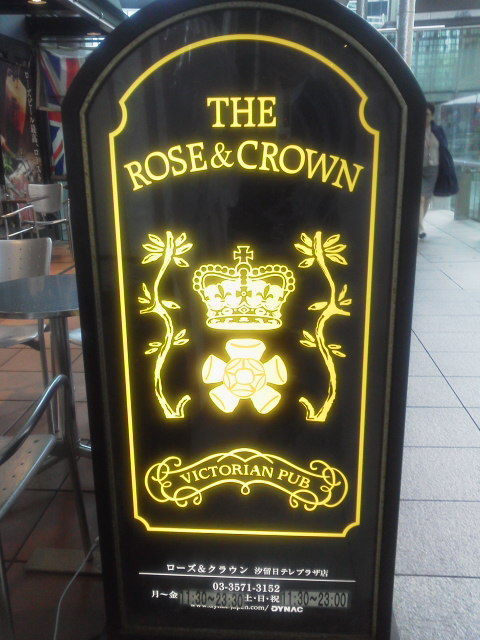 THE
ROSE & CROWN
VICTORIAN PUB
ローズ&クラウン 汐留日テレプラザ店
03-3571-3152
月~金 11:30~23:30 土・日・祝 11:30~23:00
DYNAC